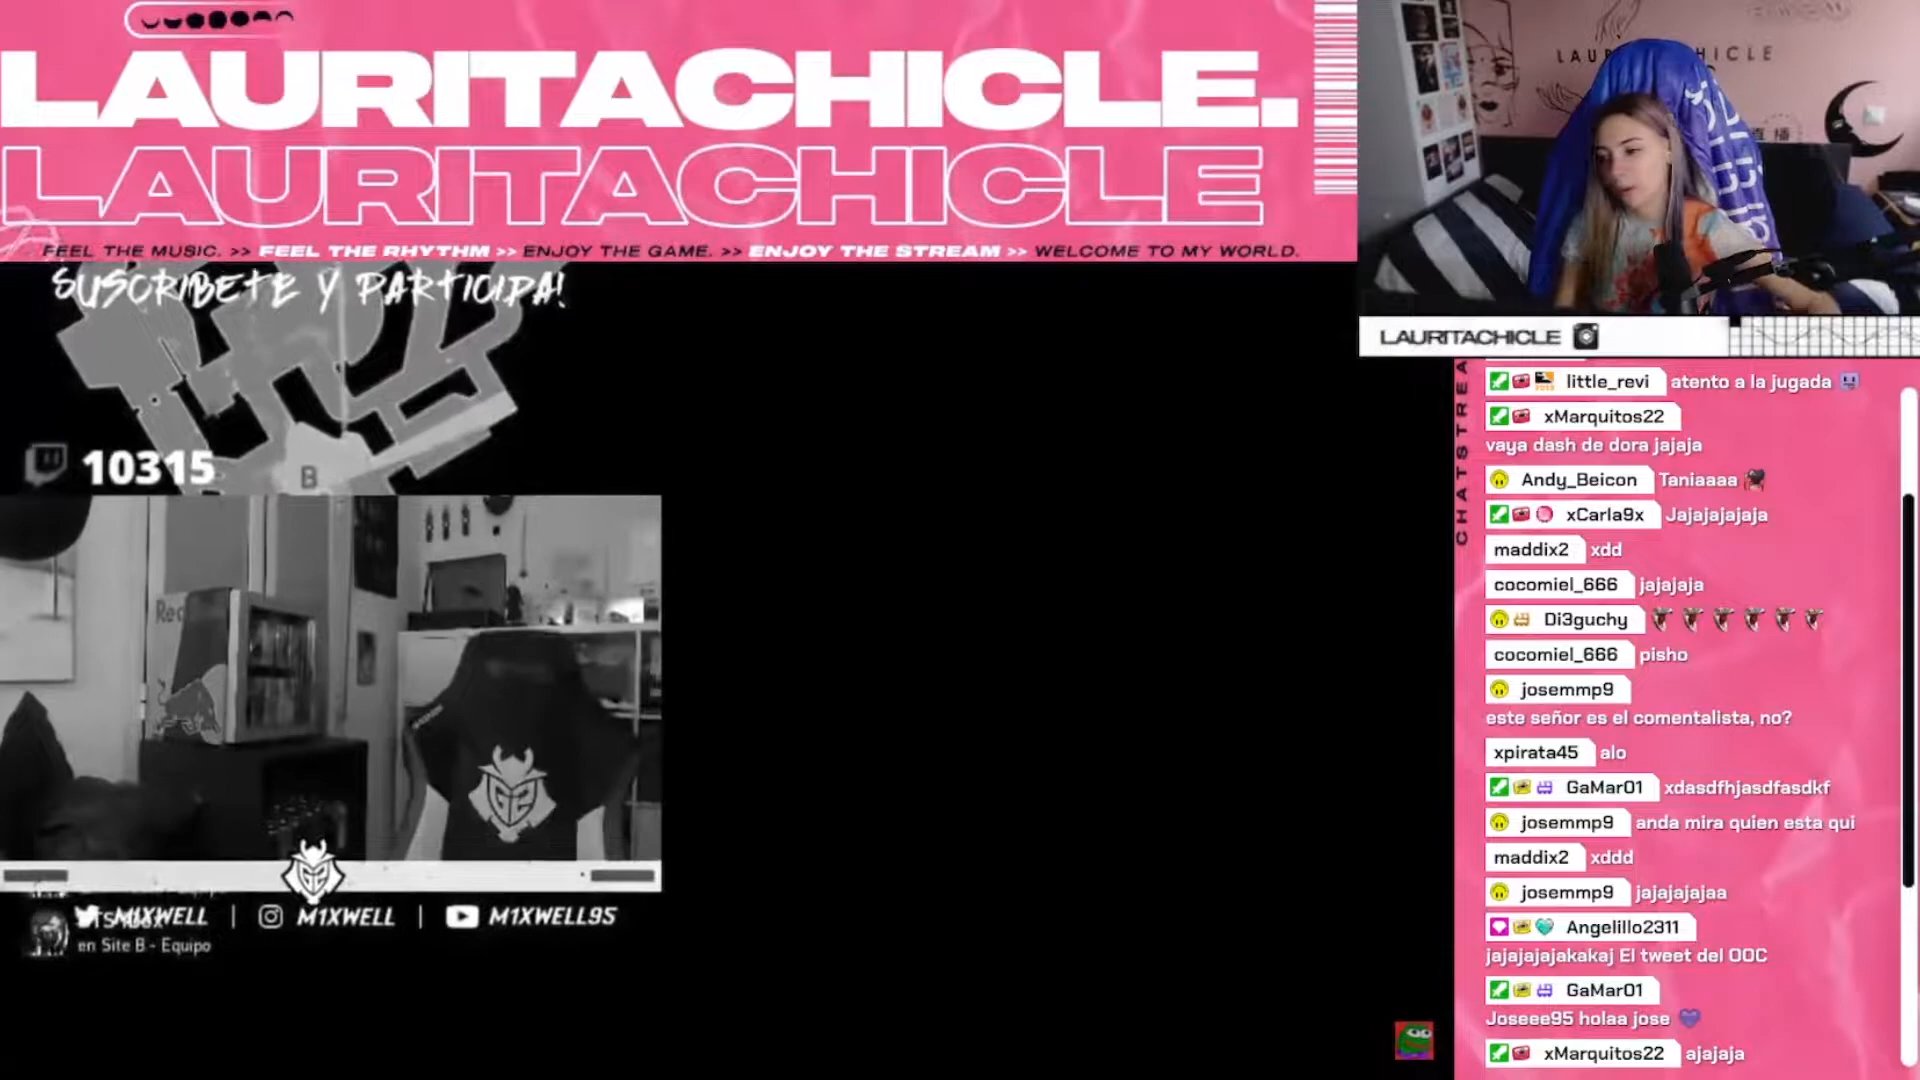 LAURITACHICLE.
LAURITACHICLE
FEEL THE MUSIC. >> FEEL THE RHYTHM >> ENJOY THE GAME. >> ENJOY THE STREAM >> WELCOME TO MY WORLD.
SUSCRIBETE Y PARTICIPA!
10315
B
Red
G2
G2
M1XWELL | M1XWELL | M1XWELL95
en Site B - Equipo
LAURITACHICLE
CHATSTREA
little_revi atento a la jugada
xMarquitos22
vaya dash de dora jajaja
Andy_Beicon Taniaaaa
xCarla9x Jajajajajaja
maddix2 xdd
cocomiel_666 jajajaja
Di3guchy
cocomiel_666 pisho
josemmp9
este señor es el comentalista, no?
xpirata45 alo
GaMar01 xdasdfhjasdfasdkf
josemmp9 anda mira quien esta qui
maddix2 xddd
josemmp9 jajajajajaa
Angelillo2311
jajajajajakakaj El tweet del OOC
GaMar01
Joseee95 holaa jose
xMarquitos22 ajajaja